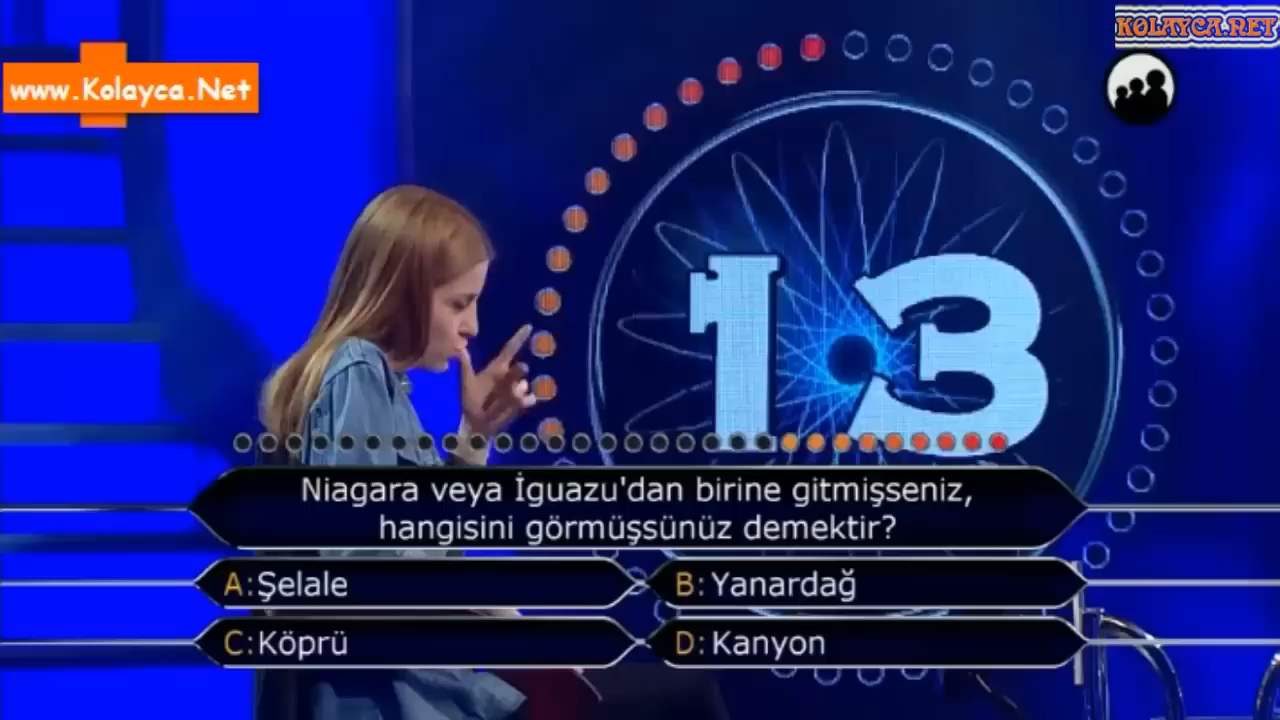 KOLAYCA.NET
www.Kolayca.Net
13
Niagara veya İguazu'dan birine gitmişseniz,
hangisini görmüşsünüz demektir?
A:Şelale
B:Yanardağ
C:Köprü
D:Kanyon